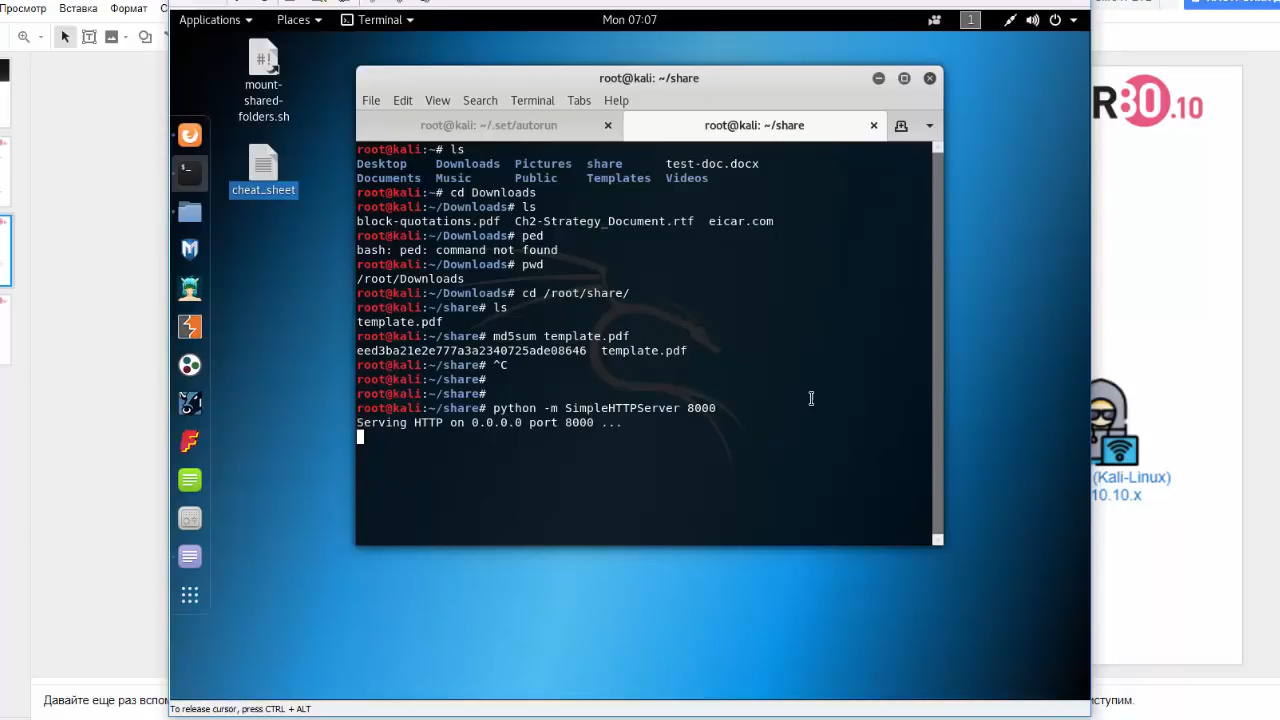 Просмотр Вставка Формат
Applications Places Terminal Mon 07:07 1
mount-
shared-
folders.sh
cheat_sheet
root@kali: ~/share
File Edit View Search Terminal Tabs Help
root@kali: ~/.set/autorun × root@kali: ~/share ×
root@kali:~# ls
Desktop Downloads Pictures share test-doc.docx
Documents Music Public Templates Videos
root@kali:~# cd Downloads
root@kali:~/Downloads# ls
block-quotations.pdf Ch2-Strategy_Document.rtf eicar.com
root@kali:~/Downloads# ped
bash: ped: command not found
root@kali:~/Downloads# pwd
/root/Downloads
root@kali:~/Downloads# cd /root/share/
root@kali:~/share# ls
template.pdf
root@kali:~/share# md5sum template.pdf
eed3ba21e2e777a3a2340725ade08646 template.pdf
root@kali:~/share# ^C
root@kali:~/share#
root@kali:~/share#
root@kali:~/share# python -m SimpleHTTPServer 8000
Serving HTTP on 0.0.0.0 port 8000 ...
R80.10
(Kali-Linux)
10.10.x
Давайте еще раз
To release cursor, press CTRL + ALT